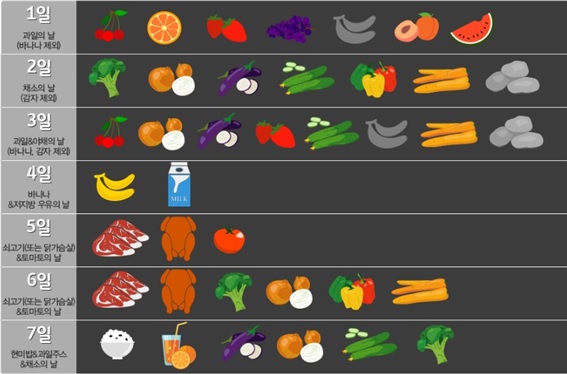 1일
과일의 날
(바나나 제외)
2일
채소의 날
(감자 제외)
3일
과일&야채의 날
(바나나, 감자 제외)
4일
바나나
&저지방 우유의 날
MILK
5일
쇠고기(또는 닭가슴살)
&토마토의 날
6일
쇠고기(또는 닭가슴살)
&토마토의 날
7일
현미밥&과일주스
&채소의 날